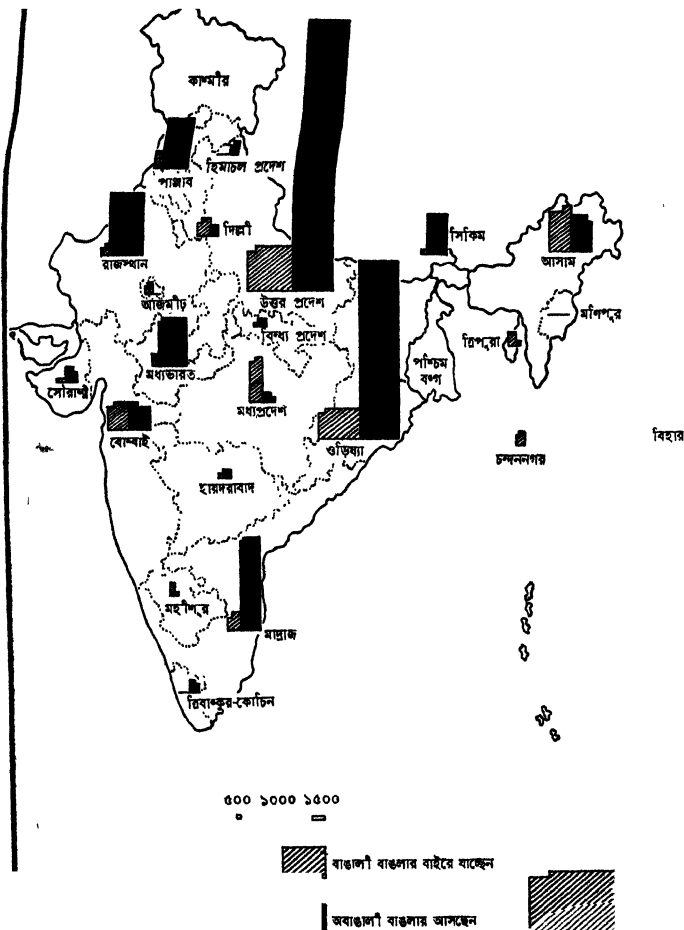 কাশ্মীর
হিমাচল প্রদেশ
পাঞ্জাব
দিল্লী
সিকিম
আসাম
রাজস্থান
আজমীঢ়
উত্তর প্রদেশ
মণিপুর
বিন্ধ্য প্রদেশ
ত্রিপুরা
মধ্যভারত
পশ্চিম
বঙ্গ
সৌরাষ্ট্র
মধ্যপ্রদেশ
বোম্বাই
ওড়িষ্যা
চন্দননগর
বিহার
হায়দরাবাদ
মহীশূর
মাদ্রাজ
ত্রিবাঙ্কুর-কোচিন
৫০০ ১০০০ ১৫০০
বাঙালী বাঙলার বাইরে যাচ্ছেন
অবাঙালী বাঙলার আসছেন